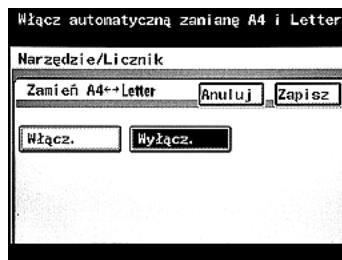 Włącz automatyczną zamianę A4 i Letter
Narzędzie/Licznik
Zamień A4↔Letter Anuluj Zapisz
Włącz. Wyłącz.